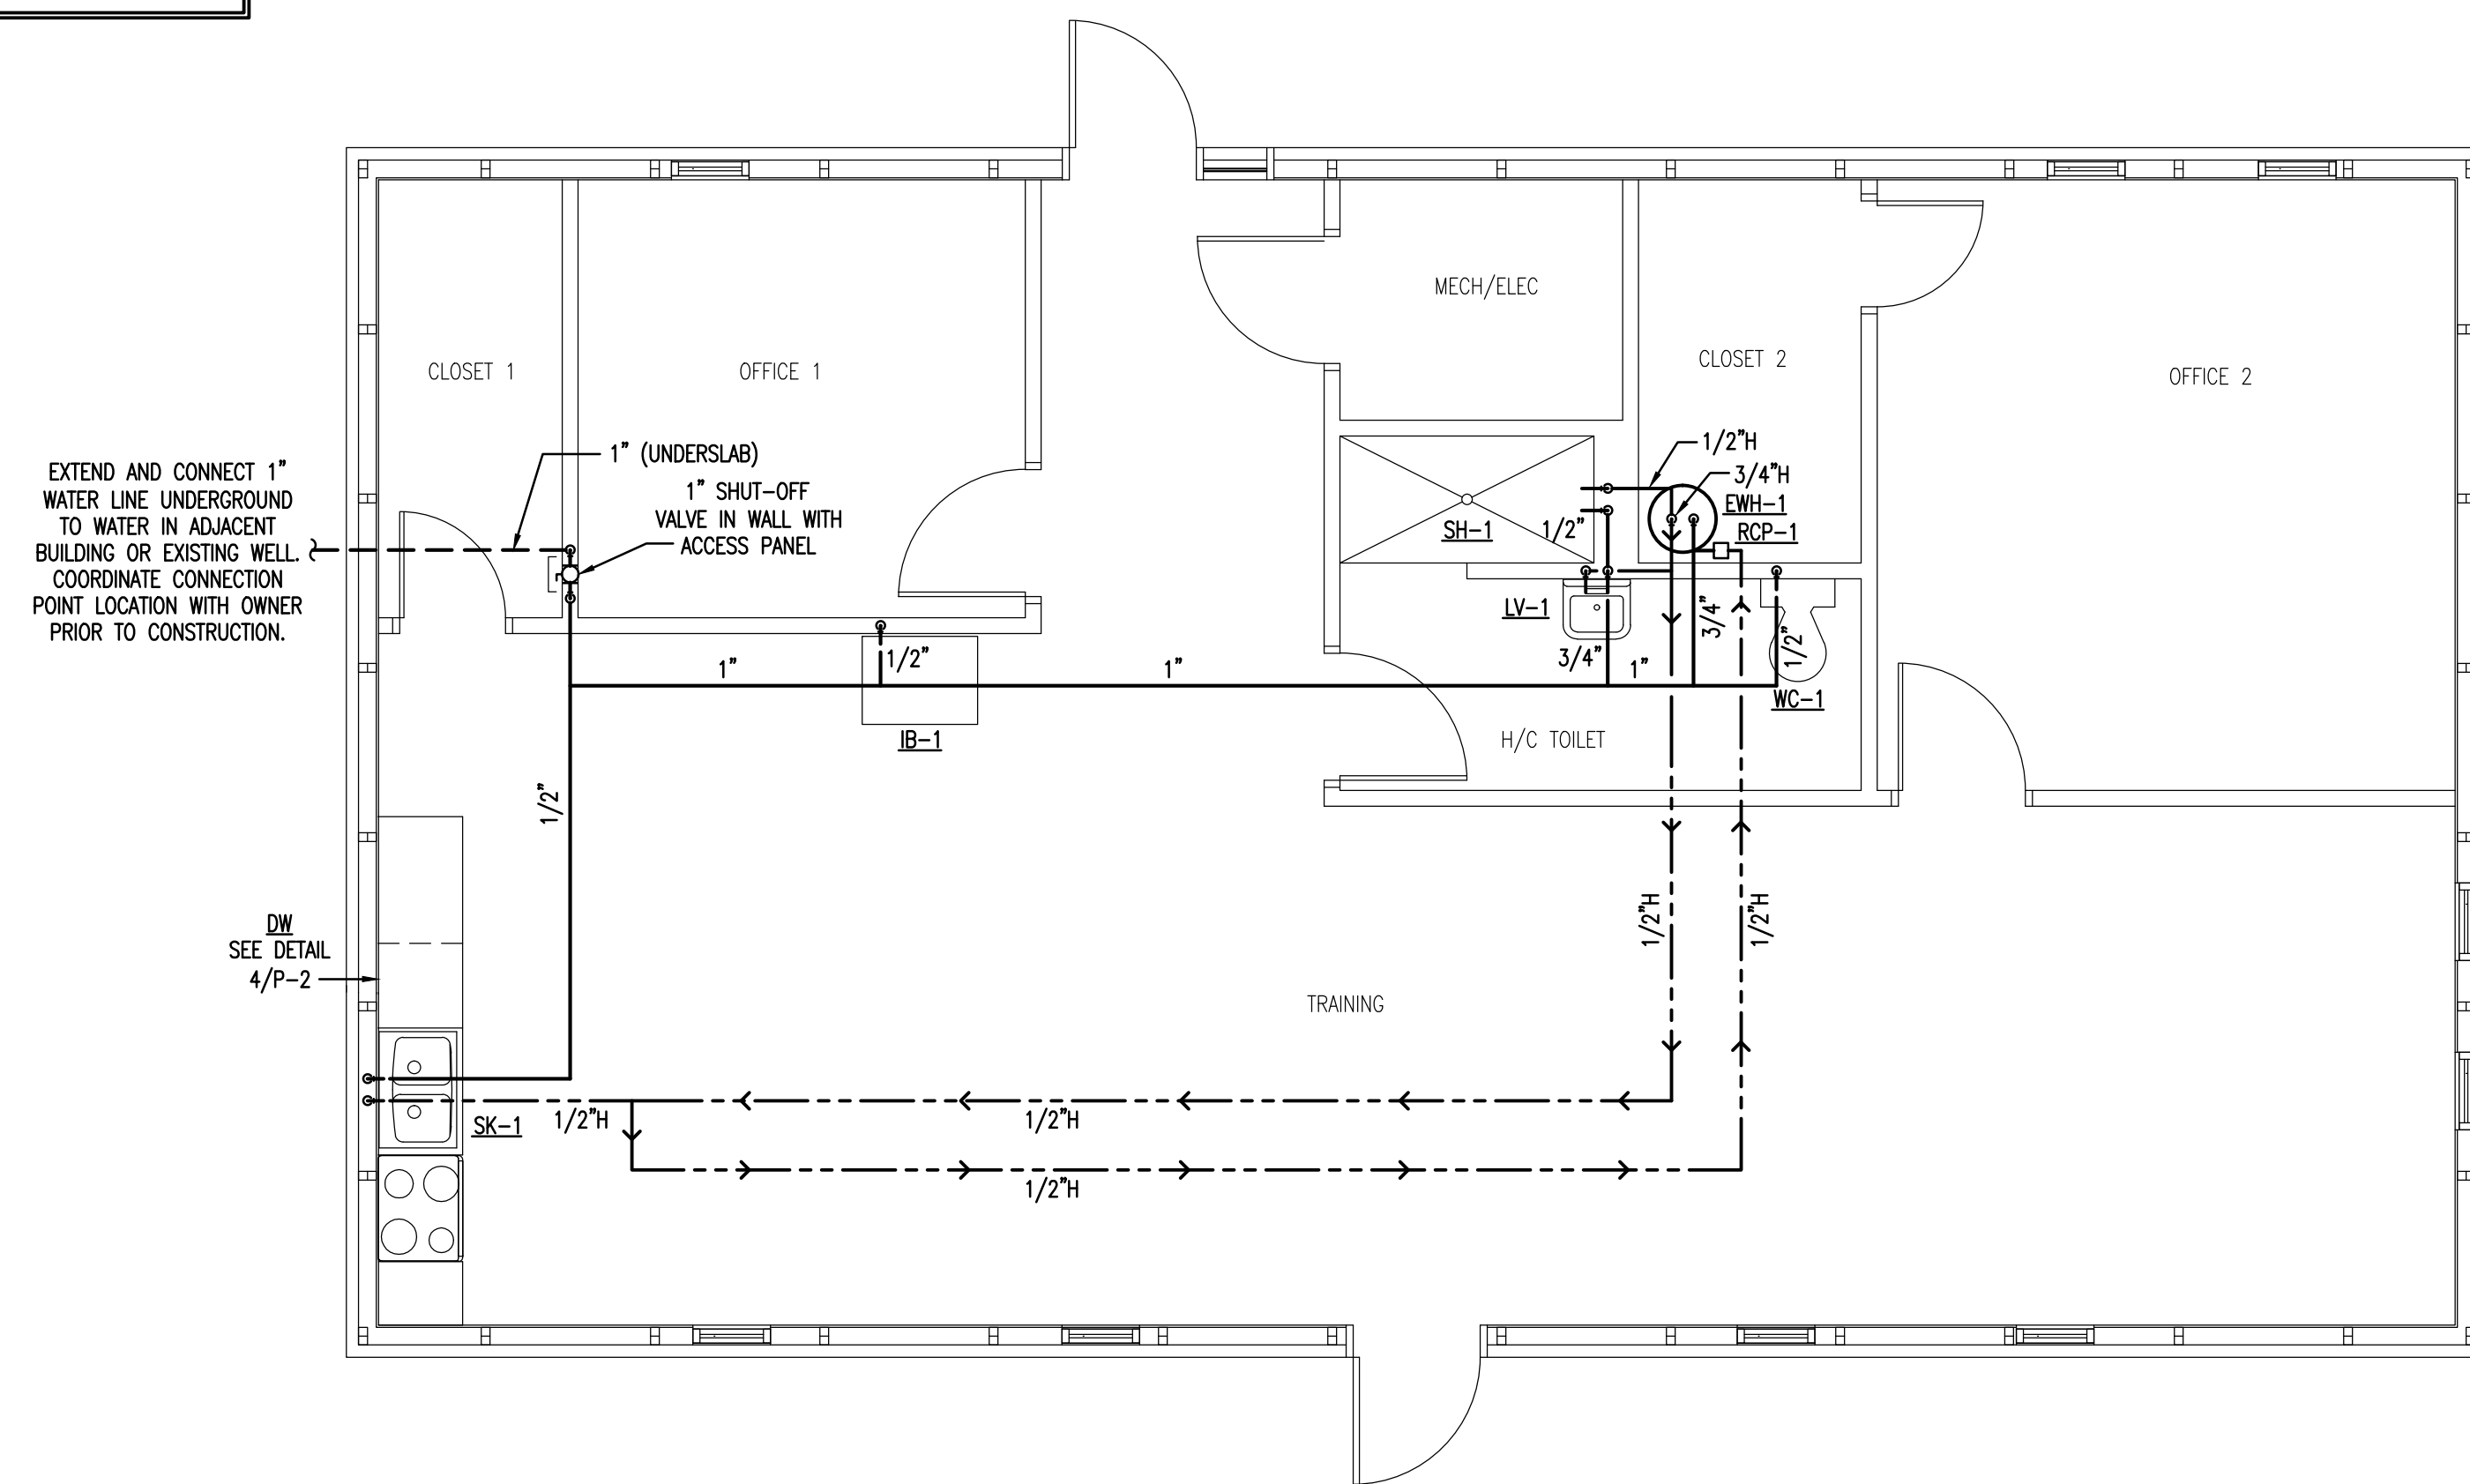 MECH/ELEC
CLOSET 1
OFFICE 1
CLOSET 2
OFFICE 2
EXTEND AND CONNECT 1"
WATER LINE UNDERGROUND
TO WATER IN ADJACENT
BUILDING OR EXISTING WELL.
COORDINATE CONNECTION
POINT LOCATION WITH OWNER
PRIOR TO CONSTRUCTION.
1" (UNDERSLAB)
1" SHUT-OFF
VALVE IN WALL WITH
ACCESS PANEL
1/2"H
3/4"H
EWH-1
RCP-1
SH-1
1/2"
LV-1
3/4"
1/2"
1"
1/2"
1"
3/4"
1"
WC-1
IB-1
H/C TOILET
1/2"
DW
SEE DETAIL
4/P-2
1/2"H
1/2"H
TRAINING
SK-1
1/2"H
1/2"H
1/2"H